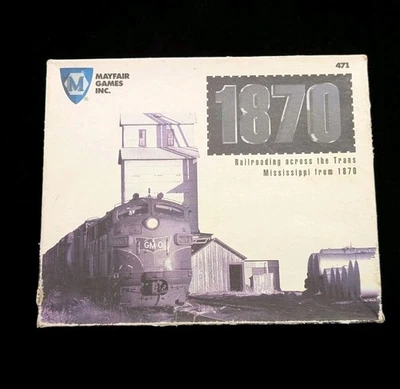 M
MAYFAIR
GAMES
INC.
471
1870
Railroading across the Trans
Mississippi from 1870
GM&O